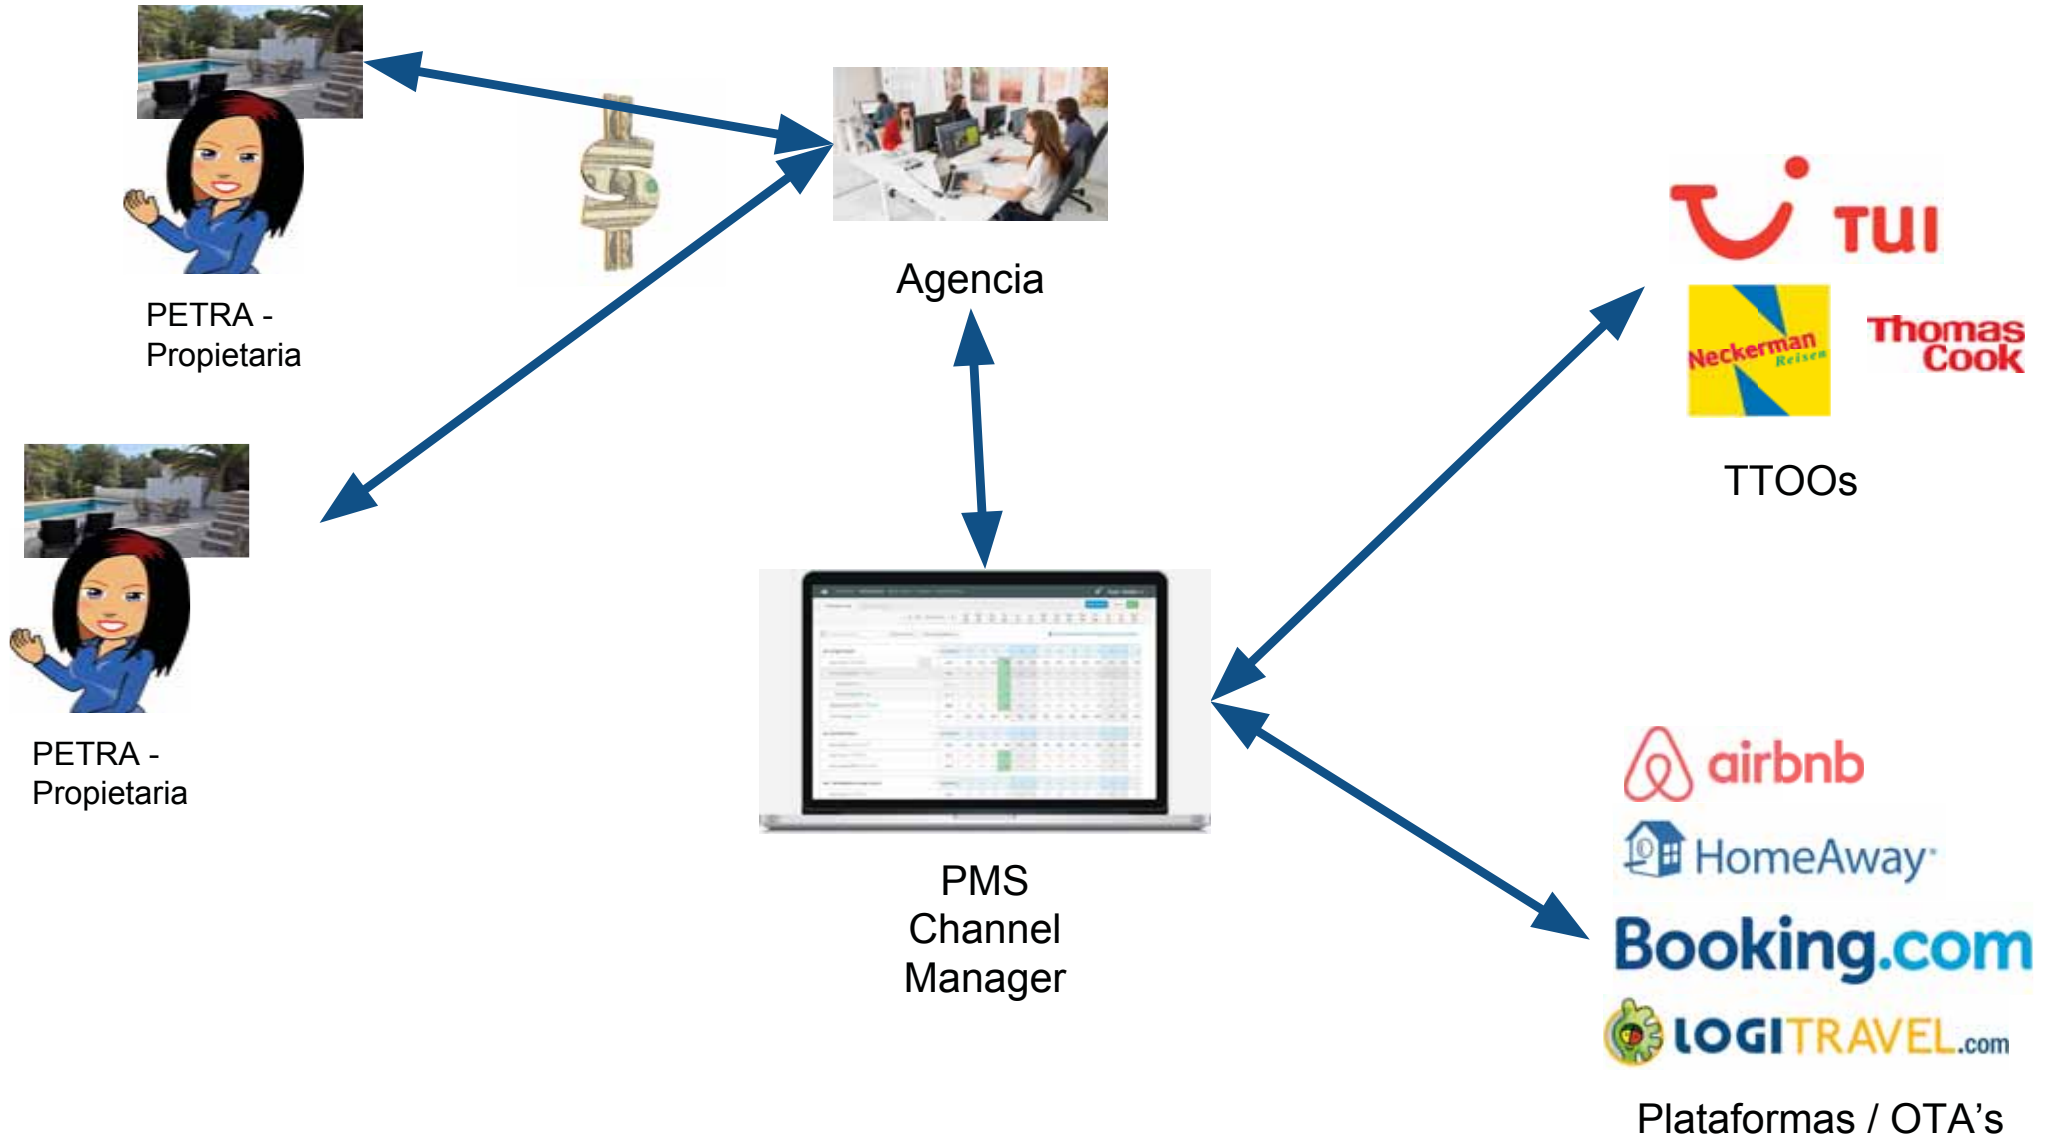 PETRA -
Propietaria
Agencia
TUI
Neckerman
Reisen
Thomas
Cook
TTOOs
PETRA -
Propietaria
PMS
Channel
Manager
airbnb
HomeAway
Booking.com
LOGITRAVEL.com
Plataformas / OTA's